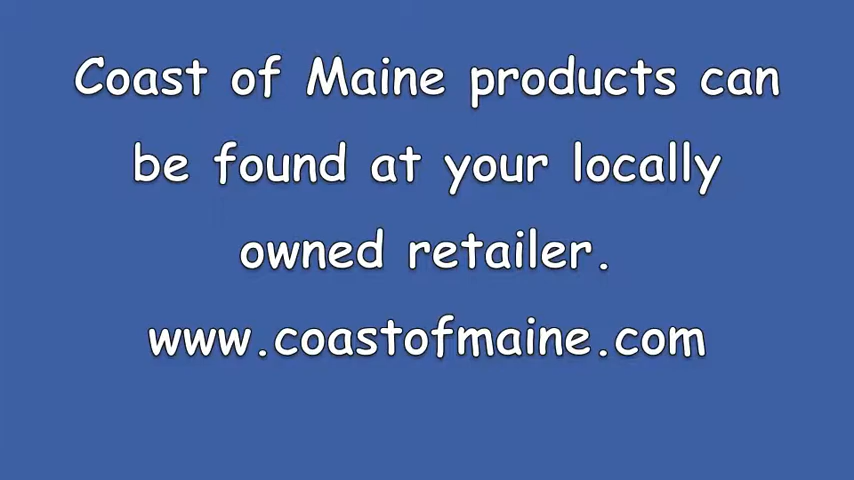 Coast of Maine products can
be found at your locally
owned retailer.
www.coastofmaine.com